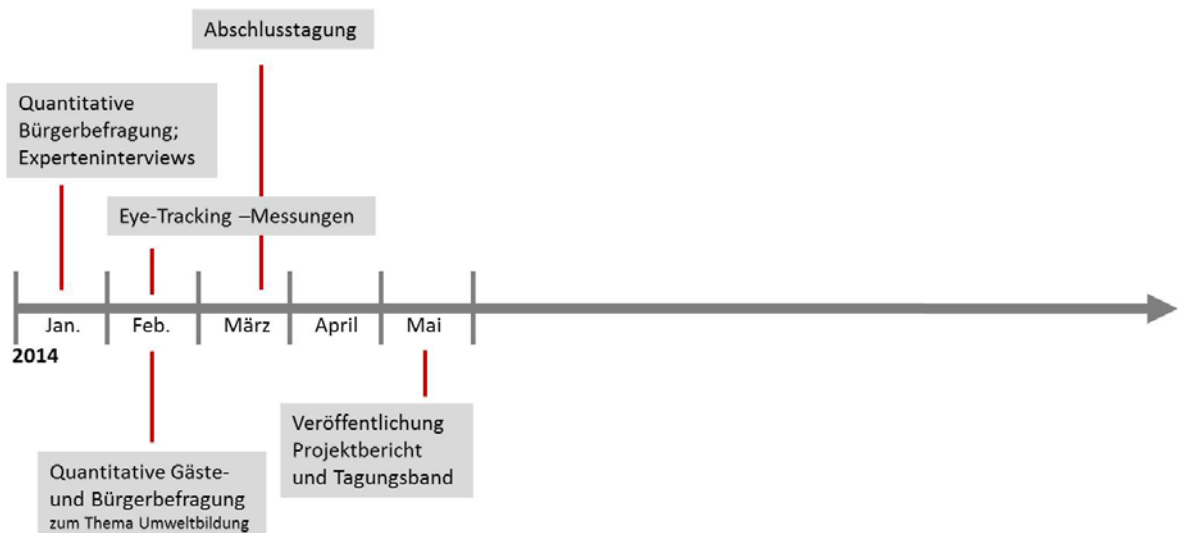 Abschlusstagung
Quantitative
Bürgerbefragung;
Experteninterviews
Eye-Tracking –Messungen
Jan. Feb. März April Mai
2014
Veröffentlichung
Projektbericht
und Tagungsband
Quantitative Gäste-
und Bürgerbefragung
zum Thema Umweltbildung